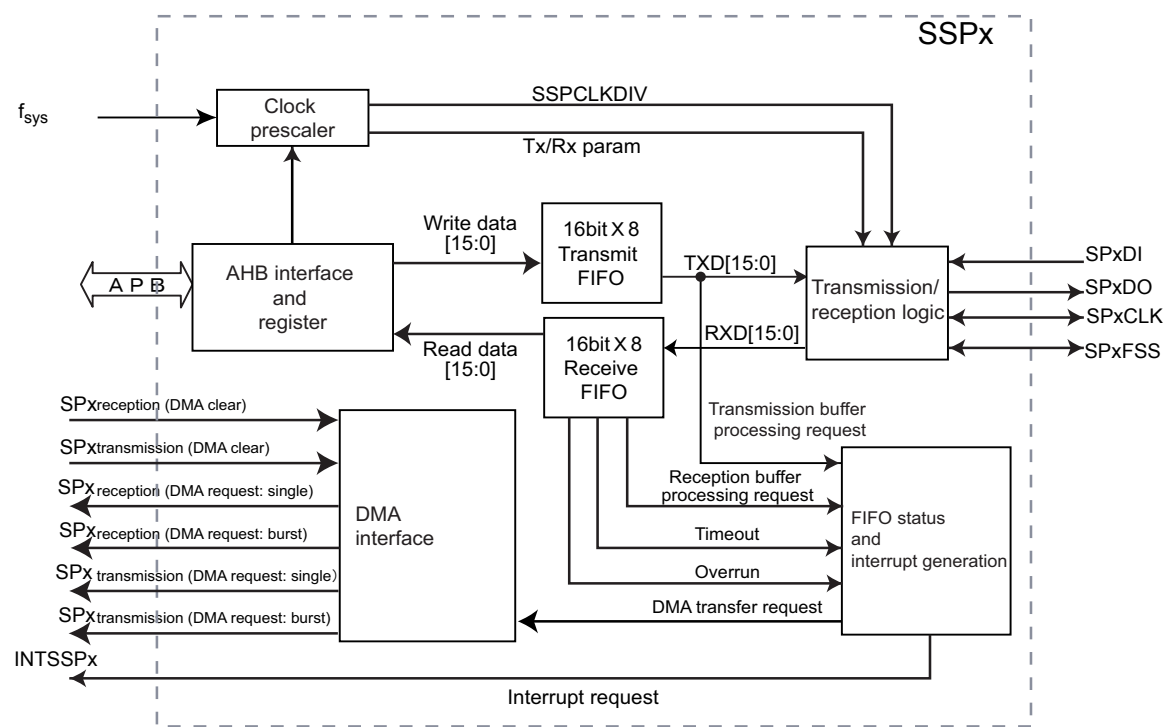 SSPx
fsys
Clock
prescaler
SSPCLKDIV
Tx/Rx param
Write data
[15:0]
16bit X 8
Transmit
FIFO
TXD[15:0]
APB
AHB interface
and
register
Transmission/
reception logic
SPxDI
SPxDO
SPxCLK
SPxFSS
Read data
[15:0]
16bit X 8
Receive
FIFO
RXD[15:0]
SPxreception (DMA clear)
SPxtransmission (DMA clear)
SPxreception (DMA request: single)
SPxreception (DMA request: burst)
SPx transmission (DMA request: single)
SPxtransmission (DMA request: burst)
INTSSPx
DMA
interface
Transmission buffer
processing request
Reception buffer
processing request
Timeout
Overrun
DMA transfer request
FIFO status
and
interrupt generation
Interrupt request